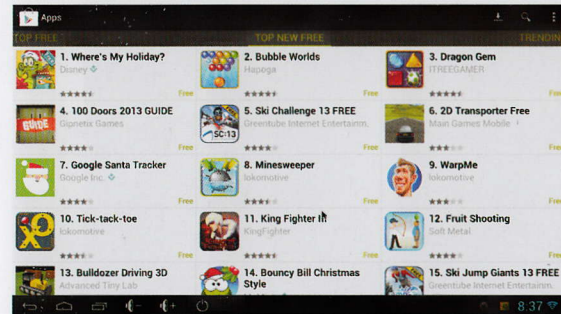 Apps
TOP FREE
TOP NEW FREE
TRENDIN
1. Where's My Holiday?
Disney
Free
2. Bubble Worlds
Hapoga
Free
3. Dragon Gem
ITREEGAMER
Free
4. 100 Doors 2013 GUIDE
Gipnetix Games
Free
GUIDE
5. Ski Challenge 13 FREE
Greentube Internet Entertainm.
Free
SC:13
6. 2D Transporter Free
Main Games Mobile
Free
7. Google Santa Tracker
Google Inc.
Free
8. Minesweeper
lokomotive
Free
9. WarpMe
lokomotive
Free
10. Tick-tack-toe
lokomotive
Free
11. King Fighter III
KingFighter
Free
12. Fruit Shooting
Soft Metal
Free
13. Bulldozer Driving 3D
Advanced Tiny Lab
14. Bouncy Bill Christmas
Style
15. Ski Jump Giants 13 FREE
Greentube Internet Entertainm.
8:37